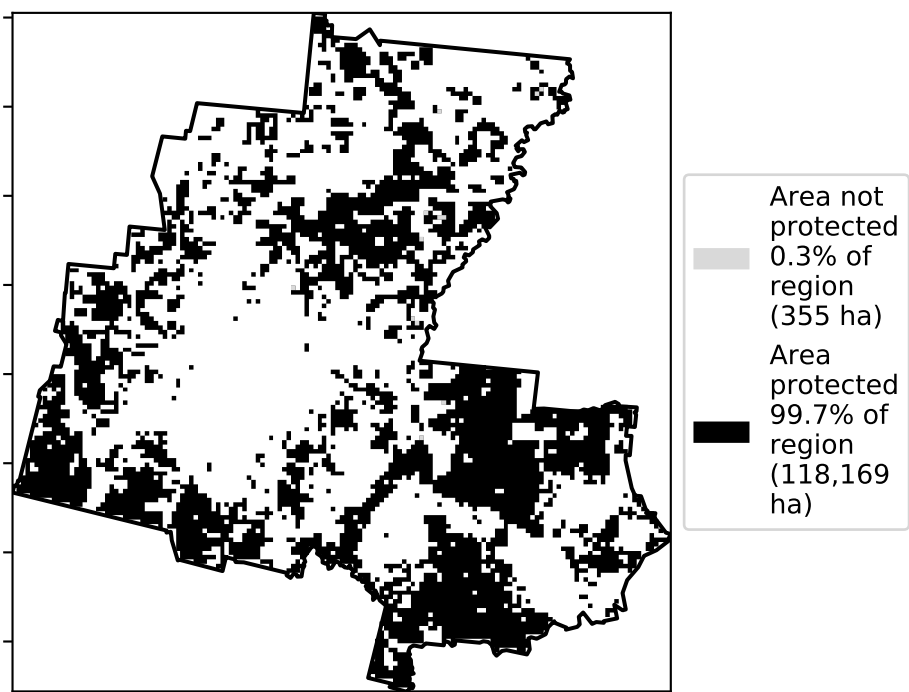 Area not
protected
0.3% of
region
(355 ha)
Area
protected
99.7% of
region
(118,169
ha)